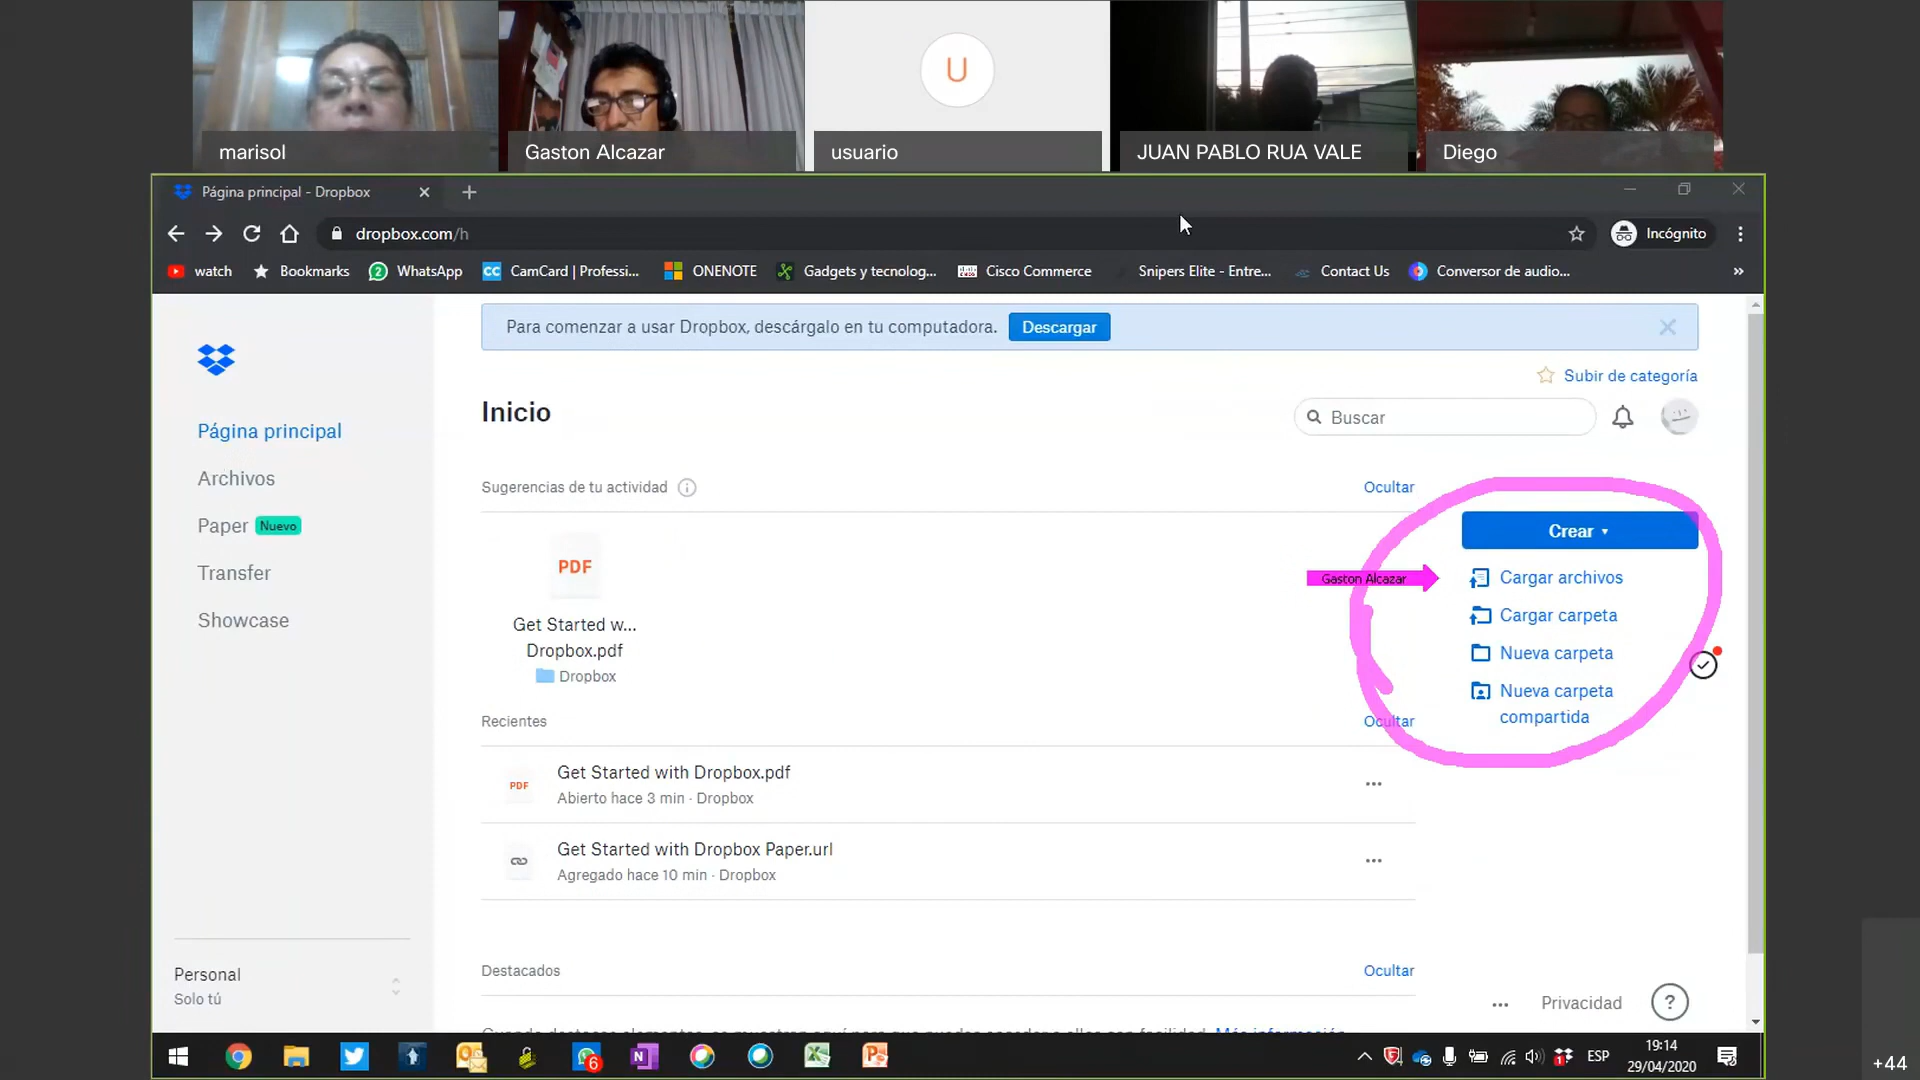 marisol
Gaston Alcazar
U
usuario
JUAN PABLO RUA VALE
Diego
Página principal - Dropbox
dropbox.com/h
Incógnito
watch
Bookmarks
2
WhatsApp
CC
CamCard | Professi...
ONENOTE
Gadgets y tecnolog...
Cisco Commerce
Snipers Elite - Entre...
Contact Us
Conversor de audio...
»
Para comenzar a usar Dropbox, descárgalo en tu computadora.
Descargar
Subir de categoría
Inicio
Buscar
Página principal
Archivos
Paper Nuevo
Transfer
Showcase
Sugerencias de tu actividad
Ocultar
PDF
Get Started w...
Dropbox.pdf
Dropbox
Crear
Gaston Alcazar
Cargar archivos
Cargar carpeta
Nueva carpeta
Nueva carpeta
compartida
Recientes
Ocultar
PDF
Get Started with Dropbox.pdf
Abierto hace 3 min · Dropbox
Get Started with Dropbox Paper.url
Agregado hace 10 min · Dropbox
Destacados
Ocultar
Personal
Solo tú
... Privacidad ?
6
ESP
19:14
29/04/2020
+44